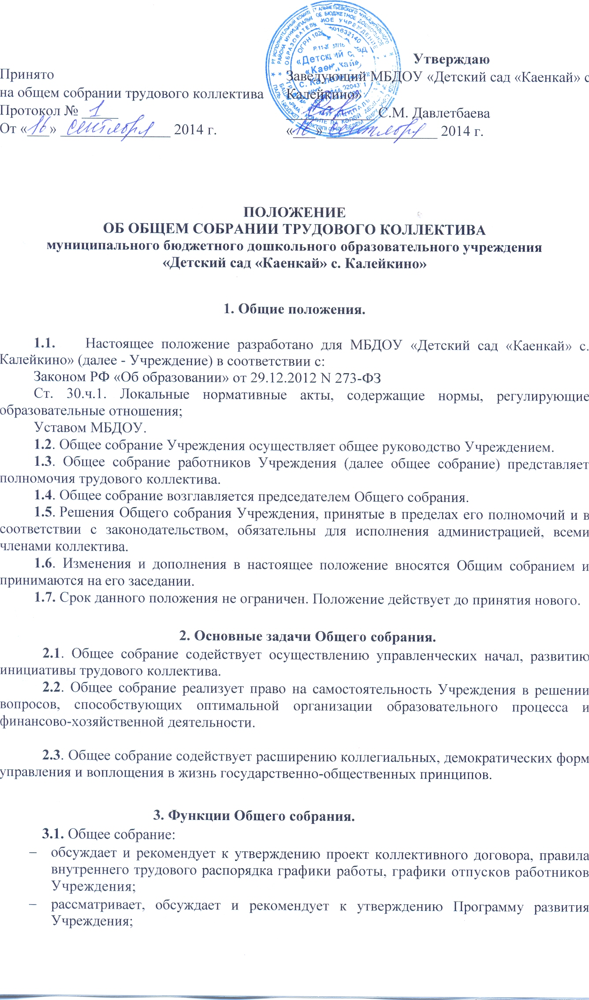 Утверждаю
Принято
Заведующий МБДОУ «Детский сад «Каенкай» с
на общем собрании трудового коллектива
Калейкино»
Протокол № 1
С.М. Давлетбаева
От «16» сентября 2014 г.
«16» сентября 2014 г.
«Детский сад
«Каенкай»
с. Калейкино»
ПОЛОЖЕНИЕ
ОБ ОБЩЕМ СОБРАНИИ ТРУДОВОГО КОЛЛЕКТИВА
муниципального бюджетного дошкольного образовательного учреждения
«Детский сад «Каенкай» с. Калейкино»
1. Общие положения.
1.1. Настоящее положение разработано для МБДОУ «Детский сад «Каенкай» с.
Калейкино» (далее - Учреждение) в соответствии с:
Законом РФ «Об образовании» от 29.12.2012 N 273-ФЗ
Ст. 30.ч.1. Локальные нормативные акты, содержащие нормы, регулирующие
образовательные отношения;
Уставом МБДОУ.
1.2. Общее собрание Учреждения осуществляет общее руководство Учреждением.
1.3. Общее собрание работников Учреждения (далее общее собрание) представляет
полномочия трудового коллектива.
1.4. Общее собрание возглавляется председателем Общего собрания.
1.5. Решения Общего собрания Учреждения, принятые в пределах его полномочий и в
соответствии с законодательством, обязательны для исполнения администрацией, всеми
членами коллектива.
1.6. Изменения и дополнения в настоящее положение вносятся Общим собранием и
принимаются на его заседании.
1.7. Срок данного положения не ограничен. Положение действует до принятия нового.
2. Основные задачи Общего собрания.
2.1. Общее собрание содействует осуществлению управленческих начал, развитию
инициативы трудового коллектива.
2.2. Общее собрание реализует право на самостоятельность Учреждения в решении
вопросов, способствующих оптимальной организации образовательного процесса и
финансово-хозяйственной деятельности.
2.3. Общее собрание содействует расширению коллегиальных, демократических форм
управления и воплощения в жизнь государственно-общественных принципов.
3. Функции Общего собрания.
3.1. Общее собрание:
– обсуждает и рекомендует к утверждению проект коллективного договора, правила
внутреннего трудового распорядка графики работы, графики отпусков работников
Учреждения;
– рассматривает, обсуждает и рекомендует к утверждению Программу развития
Учреждения;